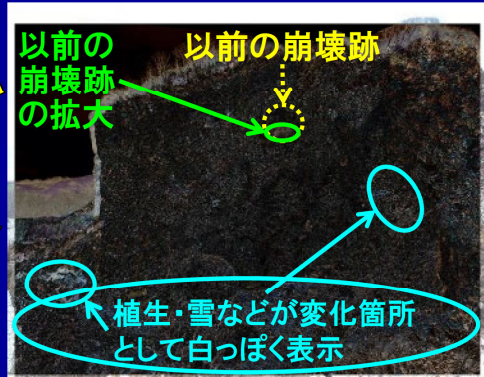 以前の
崩壊跡
の拡大
以前の崩壊跡
植生・雪などが変化箇所
として白っぽく表示